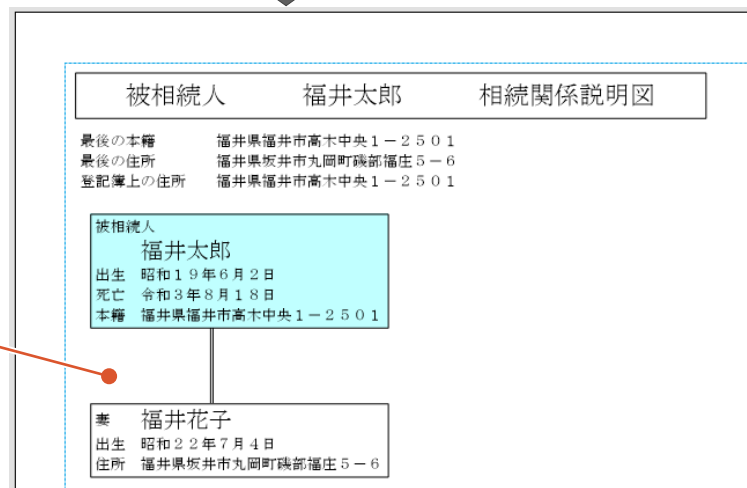 被相続人　福井太郎　相続関係説明図
最後の本籍　福井県福井市高木中央１－２５０１
最後の住所　福井県坂井市丸岡町磯部福庄５－６
登記簿上の住所　福井県福井市高木中央１－２５０１
被相続人
福井太郎
出生　昭和１９年６月２日
死亡　令和３年８月１８日
本籍　福井県福井市高木中央１－２５０１
妻　福井花子
出生　昭和２２年７月４日
住所　福井県坂井市丸岡町磯部福庄５－６